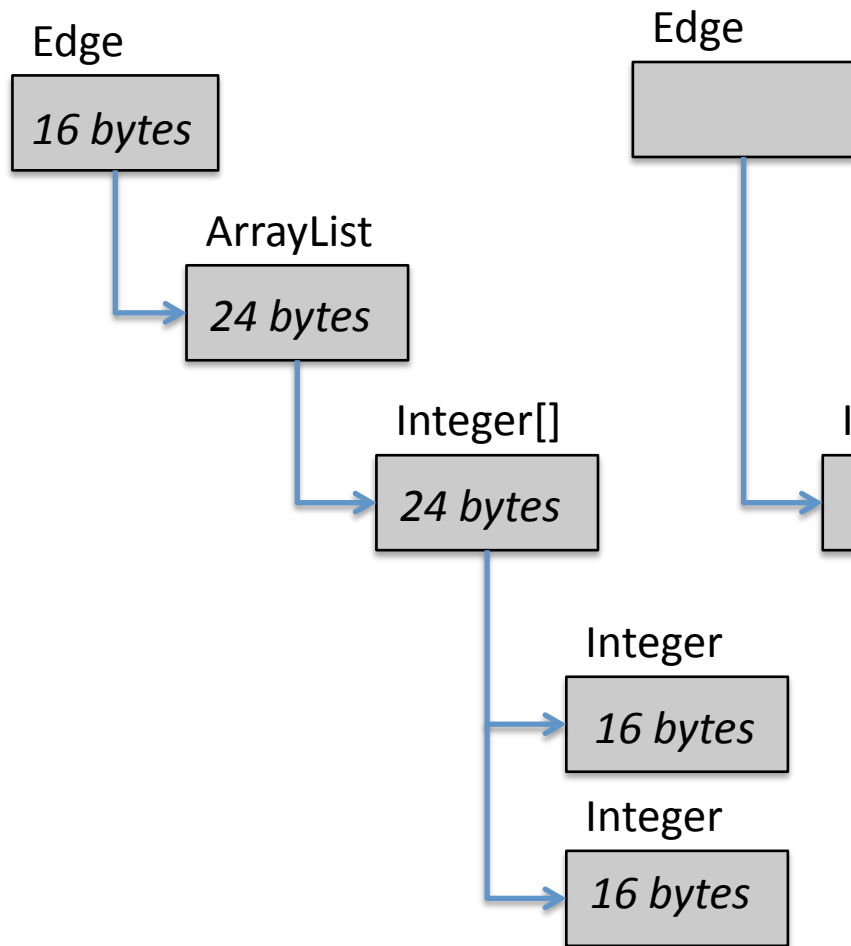 Edge
16 bytes
ArrayList
24 bytes
Integer[]
24 bytes
Integer
16 bytes
Integer
16 bytes
Edge